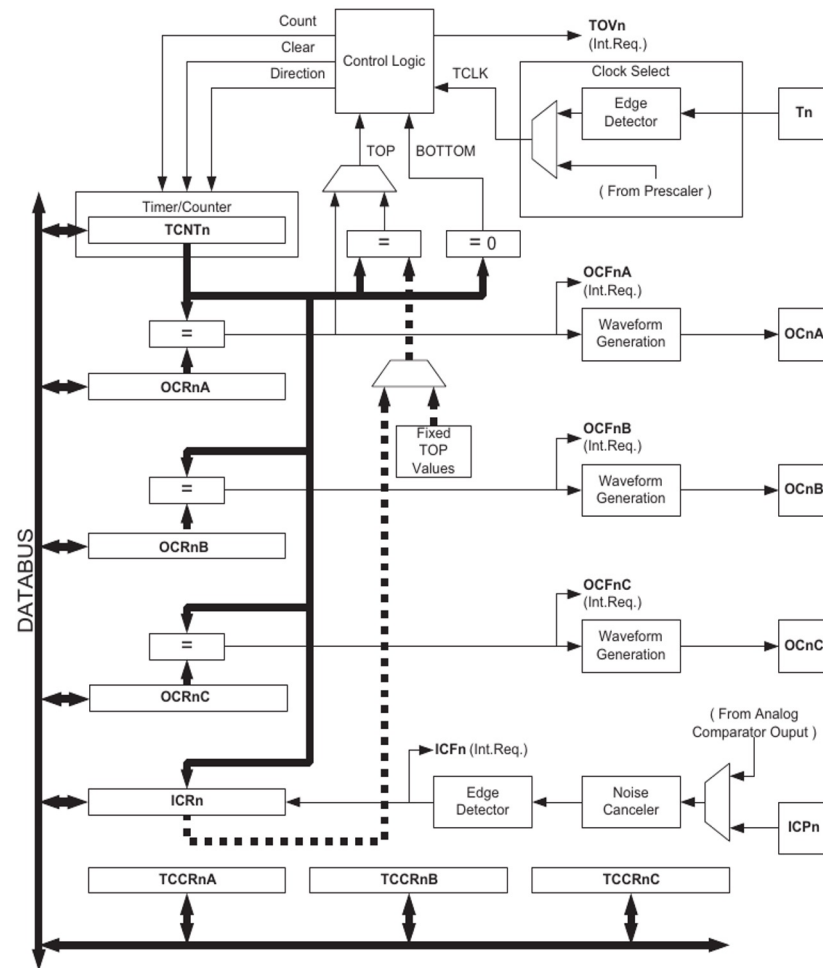 Count
Clear
Direction
Control Logic
TOVn
(Int.Req.)
TCLK
Clock Select
Edge
Detector
Tn
( From Prescaler )
TOP
BOTTOM
Timer/Counter
TCNTn
=
= 0
=
OCRnA
OCFnA
(Int.Req.)
Waveform
Generation
OCnA
Fixed
TOP
Values
=
OCRnB
OCFnB
(Int.Req.)
Waveform
Generation
OCnB
DATABUS
=
OCRnC
OCFnC
(Int.Req.)
Waveform
Generation
OCnC
( From Analog
Comparator Ouput )
ICFn (Int.Req.)
ICRn
Edge
Detector
Noise
Canceler
ICPn
TCCRnA
TCCRnB
TCCRnC